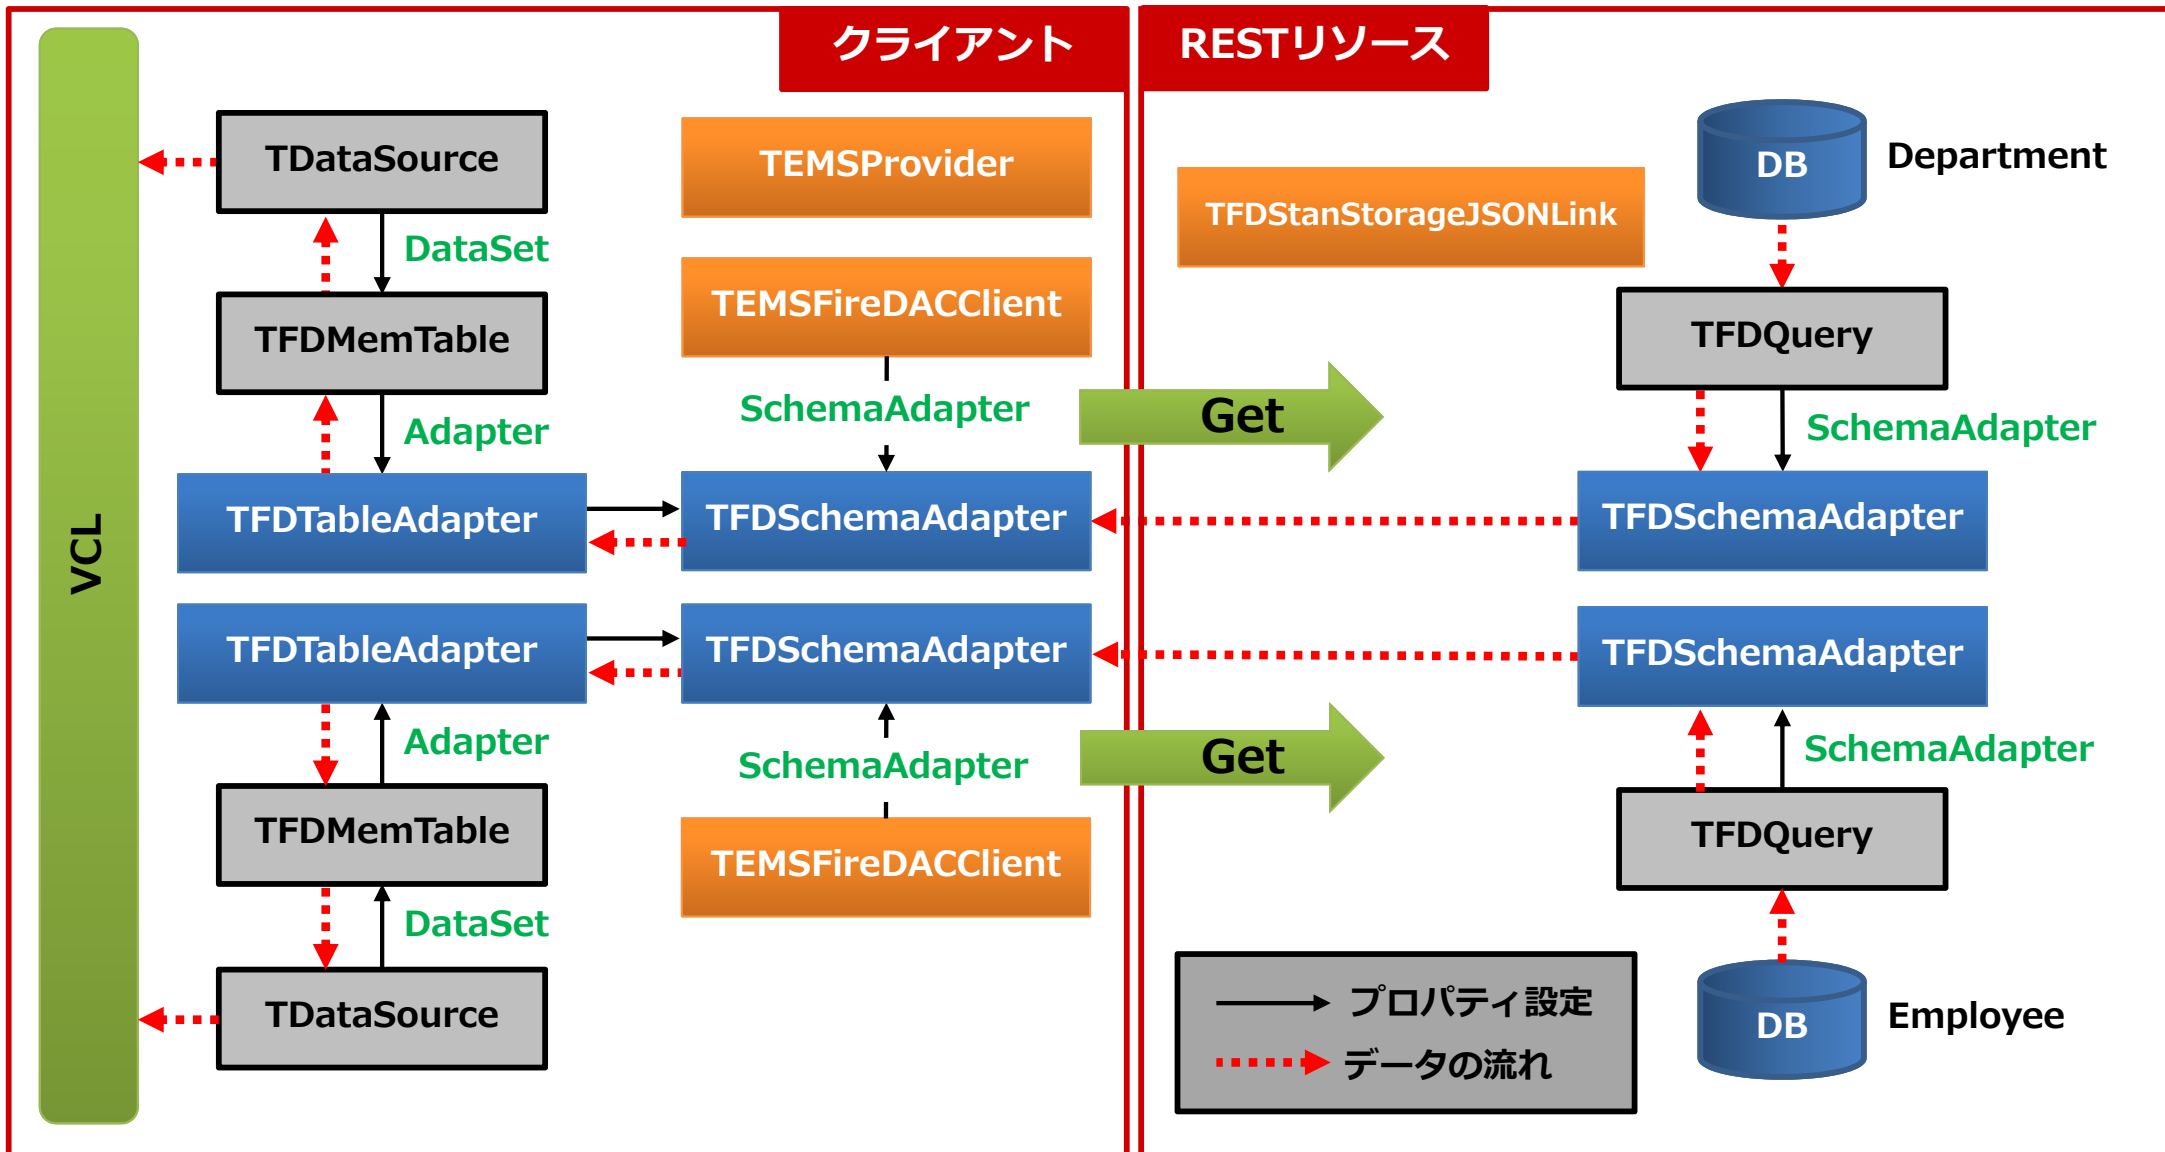 クライアント
VCL
TDataSource
DataSet
TFDMemTable
Adapter
TFDTableAdapter
TEMSProvider
TEMSFireDACClient
SchemaAdapter
TFDSchemaAdapter
Get
TFDTableAdapter
Adapter
TFDMemTable
DataSet
TDataSource
TFDSchemaAdapter
SchemaAdapter
TEMSFireDACClient
Get
RESTリソース
TFDStanStorageJSONLink
DB
Department
TFDQuery
SchemaAdapter
TFDSchemaAdapter
TFDSchemaAdapter
SchemaAdapter
TFDQuery
DB
Employee
プロパティ設定
データの流れ